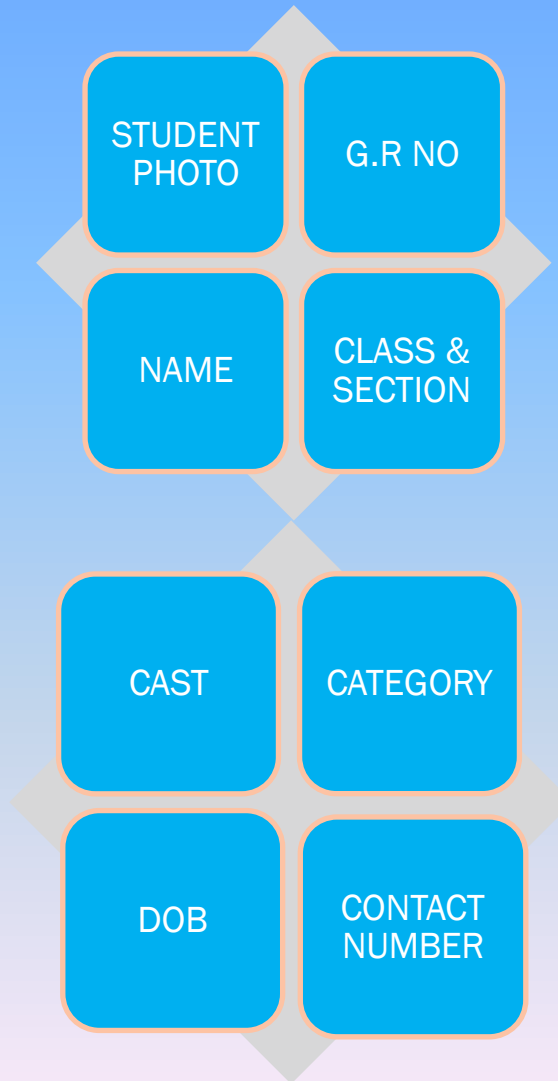 STUDENT
PHOTO
G.R NO
NAME
CLASS &
SECTION
CAST
CATEGORY
DOB
CONTACT
NUMBER